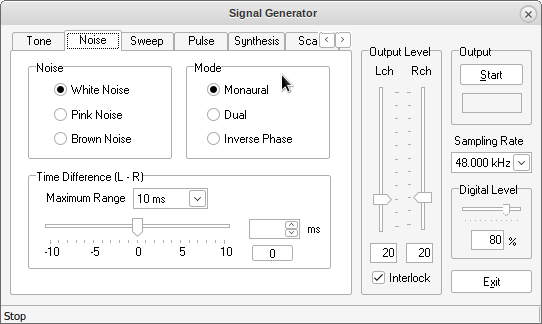 Signal Generator
Tone Noise Sweep Pulse Synthesis Sca
Noise
White Noise
Pink Noise
Brown Noise
Mode
Monaural
Dual
Inverse Phase
Time Difference (L - R)
Maximum Range 10 ms
ms
-10 -5 0 5 10 0
Output Level
Lch Rch
20 20
Interlock
Output
Start
Sampling Rate
48.000 kHz
Digital Level
80 %
Exit
Stop